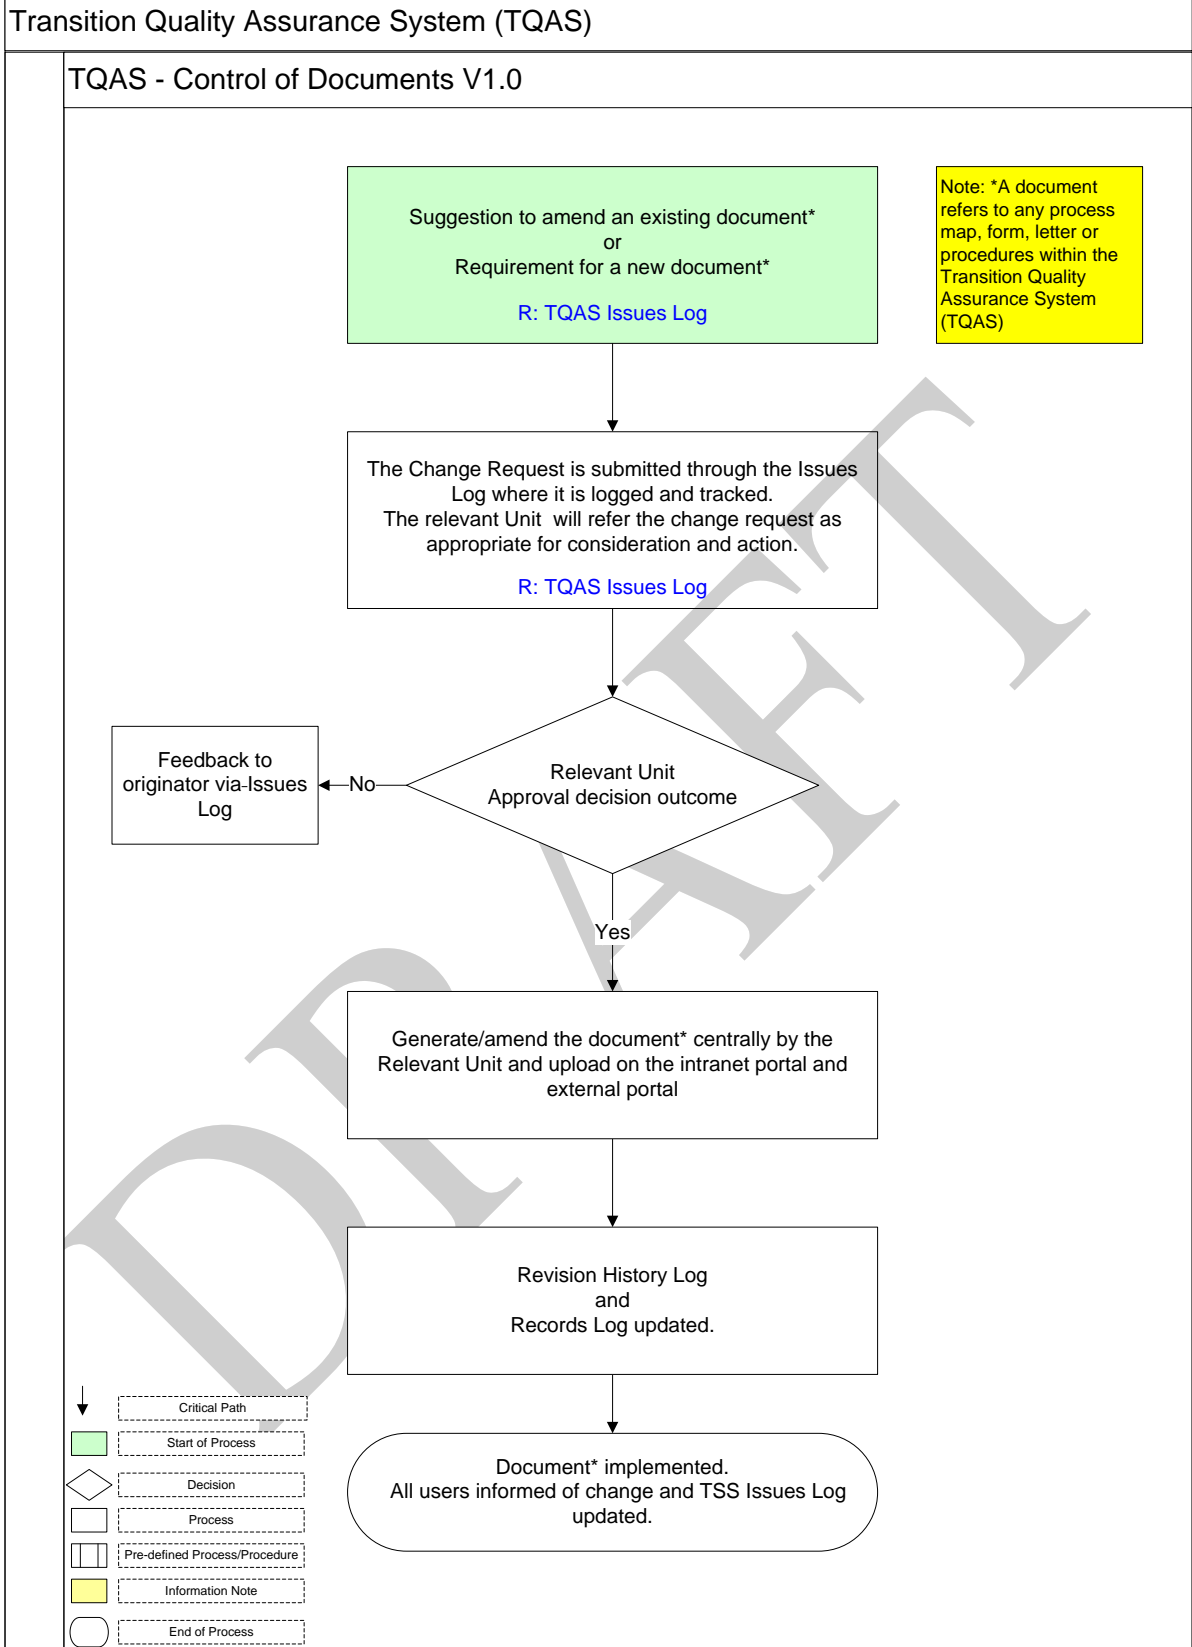 Transition Quality Assurance System (TQAS)
TQAS - Control of Documents V1.0
Suggestion to amend an existing document*
or
Requirement for a new document*
R: TQAS Issues Log
Note: *A document
refers to any process
map, form, letter or
procedures within the
Transition Quality
Assurance System
(TQAS)
The Change Request is submitted through the Issues
Log where it is logged and tracked.
The relevant Unit  will refer the change request as
appropriate for consideration and action.
R: TQAS Issues Log
Feedback to
originator via-Issues
Log
No
Relevant Unit
Approval decision outcome
Yes
Generate/amend the document* centrally by the
Relevant Unit and upload on the intranet portal and
external portal
Revision History Log
and
Records Log updated.
Document* implemented.
All users informed of change and TSS Issues Log
updated.
Critical Path
Start of Process
Decision
Process
Pre-defined Process/Procedure
Information Note
End of Process
DRAFT